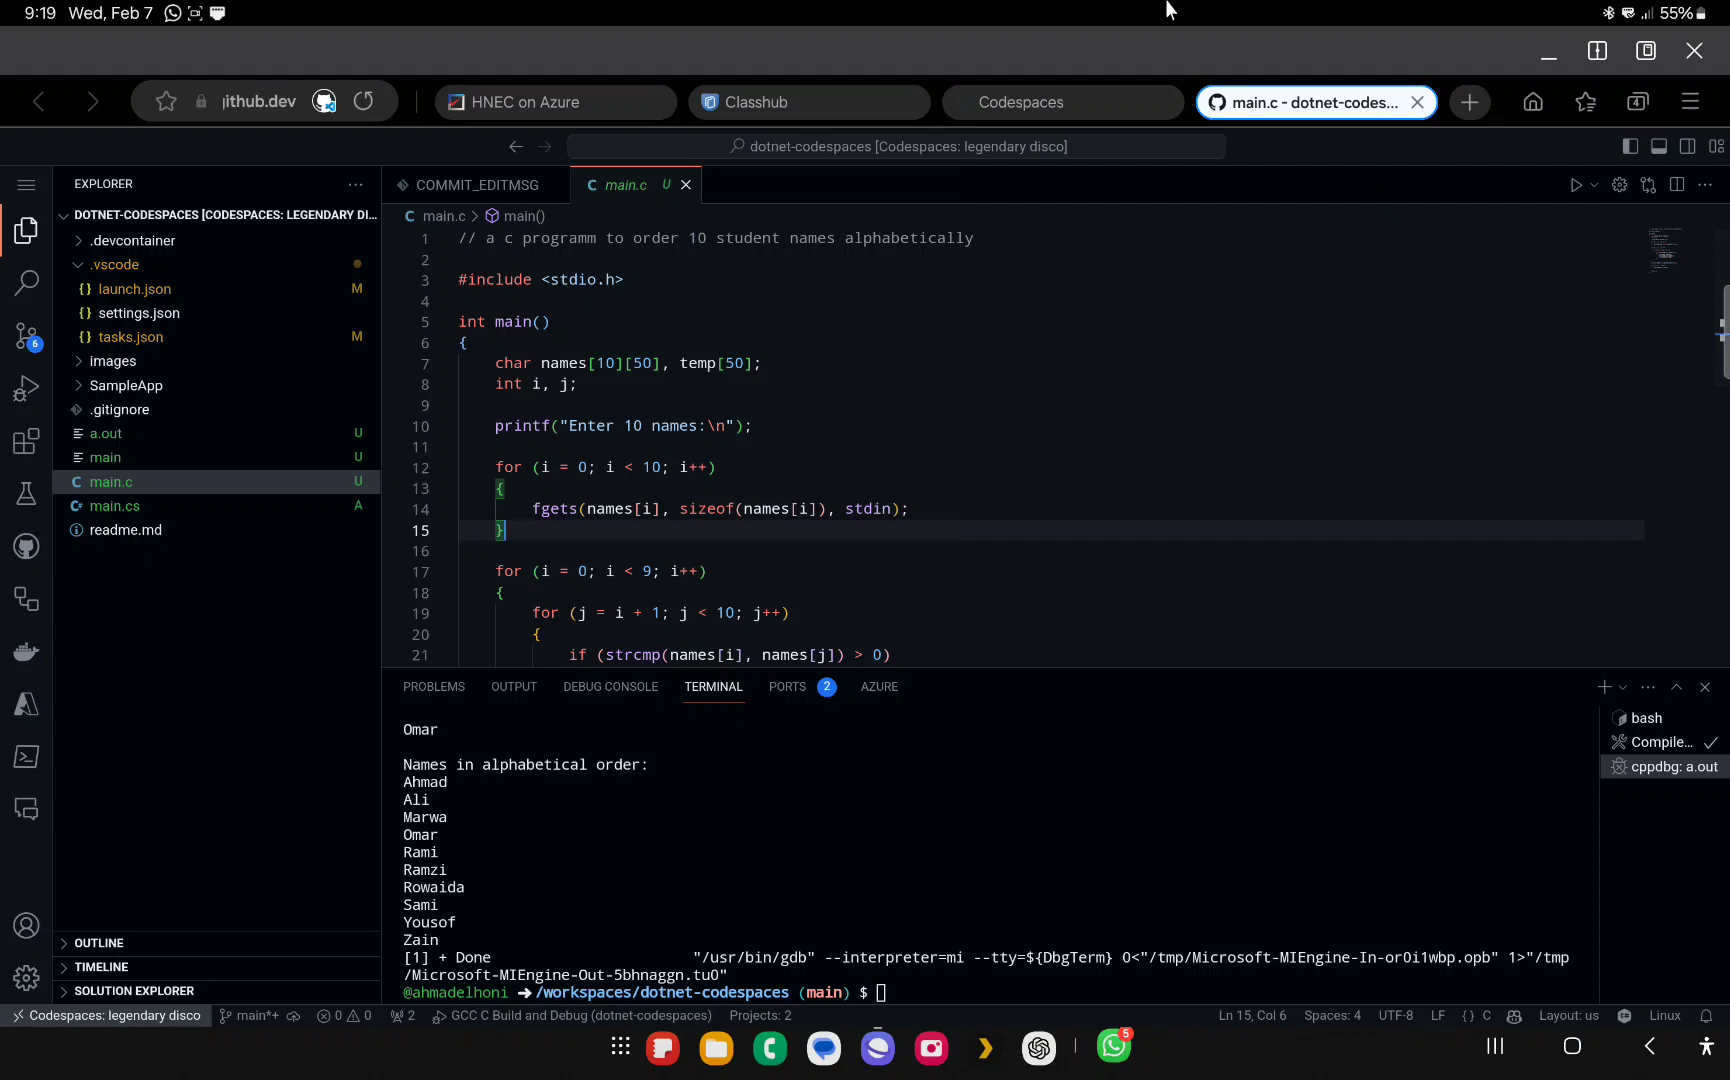 9:19 Wed, Feb 7
55%
ithub.dev
HNEC on Azure
Classhub
Codespaces
main.c - dotnet-codes...
4
dotnet-codespaces [Codespaces: legendary disco]
EXPLORER
COMMIT_EDITMSG
C main.c U
DOTNET-CODESPACES [CODESPACES: LEGENDARY DI...
.devcontainer
.vscode
{} launch.json M
{} settings.json
{} tasks.json M
images
SampleApp
.gitignore
a.out U
main U
C main.c U
C# main.cs A
readme.md
6
OUTLINE
TIMELINE
SOLUTION EXPLORER
C main.c > main()
1 // a c programm to order 10 student names alphabetically
2
3 #include <stdio.h>
4
5 int main()
6 {
7 char names[10][50], temp[50];
8 int i, j;
9
10 printf("Enter 10 names:\n");
11
12 for (i = 0; i < 10; i++)
13 {
14 fgets(names[i], sizeof(names[i]), stdin);
15 }
16
17 for (i = 0; i < 9; i++)
18 {
19 for (j = i + 1; j < 10; j++)
20 {
21 if (strcmp(names[i], names[j]) > 0)
PROBLEMS OUTPUT DEBUG CONSOLE TERMINAL PORTS 2 AZURE
Omar
Names in alphabetical order:
Ahmad
Ali
Marwa
Omar
Rami
Ramzi
Rowaida
Sami
Yousof
Zain
[1] + Done "/usr/bin/gdb" --interpreter=mi --tty=${DbgTerm} 0<"/tmp/Microsoft-MIEngine-In-or0i1wbp.opb" 1>"/tmp
/Microsoft-MIEngine-Out-5bhnaggn.tu0"
@ahmadelhoni ➜ /workspaces/dotnet-codespaces (main) $
bash
Compile...
cppdbg: a.out
Codespaces: legendary disco main*+ 0 0 2 GCC C Build and Debug (dotnet-codespaces) Projects: 2
Ln 15, Col 6 Spaces: 4 UTF-8 LF {} C Layout: us Linux
5